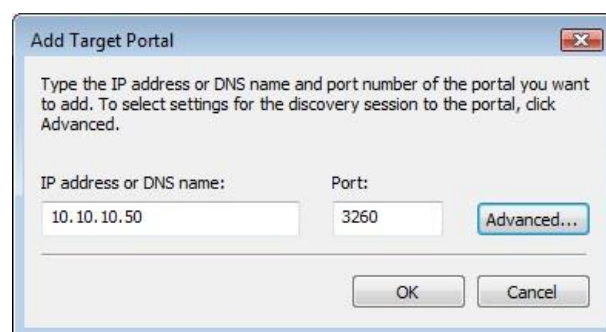 Add Target Portal
Type the IP address or DNS name and port number of the portal you want
to add. To select settings for the discovery session to the portal, click
Advanced.
IP address or DNS name: Port:
10.10.10.50 3260 Advanced...
OK Cancel